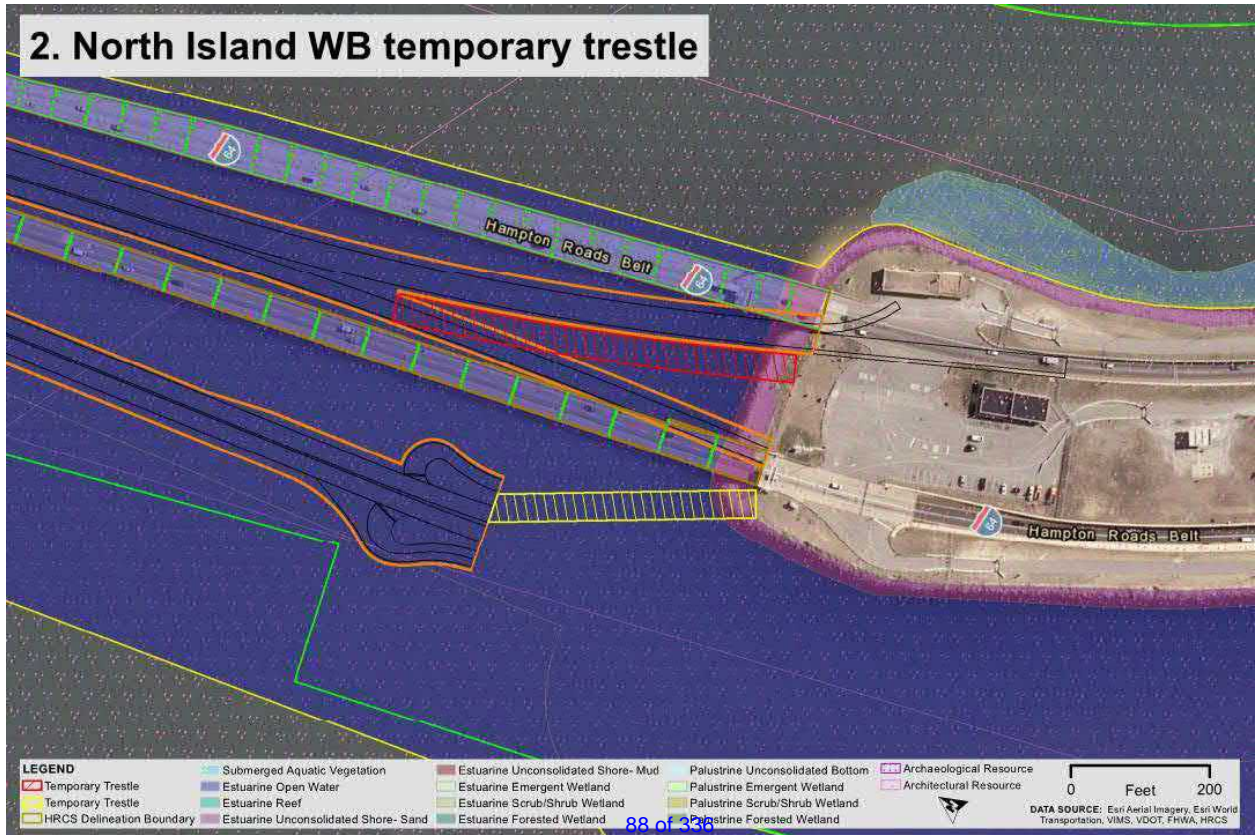 2. North Island WB temporary trestle
64
Hampton Roads Belt
64
64
Hampton Roads Belt
LEGEND
Temporary Trestle
Temporary Trestle
HRCS Delineation Boundary
Submerged Aquatic Vegetation
Estuarine Open Water
Estuarine Reef
Estuarine Unconsolidated Shore- Sand
Estuarine Unconsolidated Shore- Mud
Estuarine Emergent Wetland
Estuarine Scrub/Shrub Wetland
Estuarine Forested Wetland
Palustrine Unconsolidated Bottom
Palustrine Emergent Wetland
Palustrine Scrub/Shrub Wetland
Palustrine Forested Wetland
Archaeological Resource
Architectural Resource
0 Feet 200
DATA SOURCE: Esri Aerial Imagery, Esri World
Transportation, VIMS, VDOT, FHWA, HRCS
88 of 336